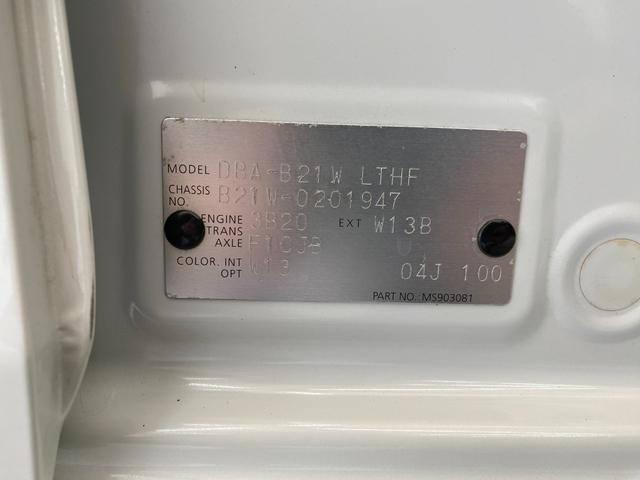 MODEL DBA-B21W LTHF
CHASSIS NO. B21W-0201947
ENGINE 3B20 EXT W13B
TRANS AXLE F1CJB
COLOR. INT W13
OPT 04J 100
PART NO.: MS903081